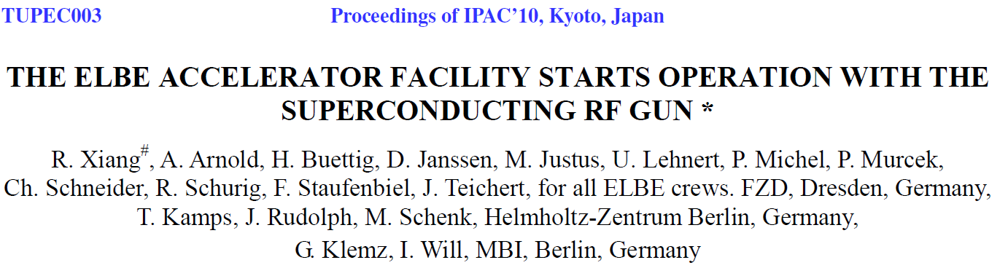 TUPEC003 Proceedings of IPAC’10, Kyoto, Japan
THE ELBE ACCELERATOR FACILITY STARTS OPERATION WITH THE
SUPERCONDUCTING RF GUN *
R. Xiang#, A. Arnold, H. Buettig, D. Janssen, M. Justus, U. Lehnert, P. Michel, P. Murcek,
Ch. Schneider, R. Schurig, F. Staufenbiel, J. Teichert, for all ELBE crews. FZD, Dresden, Germany,
T. Kamps, J. Rudolph, M. Schenk, Helmholtz-Zentrum Berlin, Germany,
G. Klemz, I. Will, MBI, Berlin, Germany